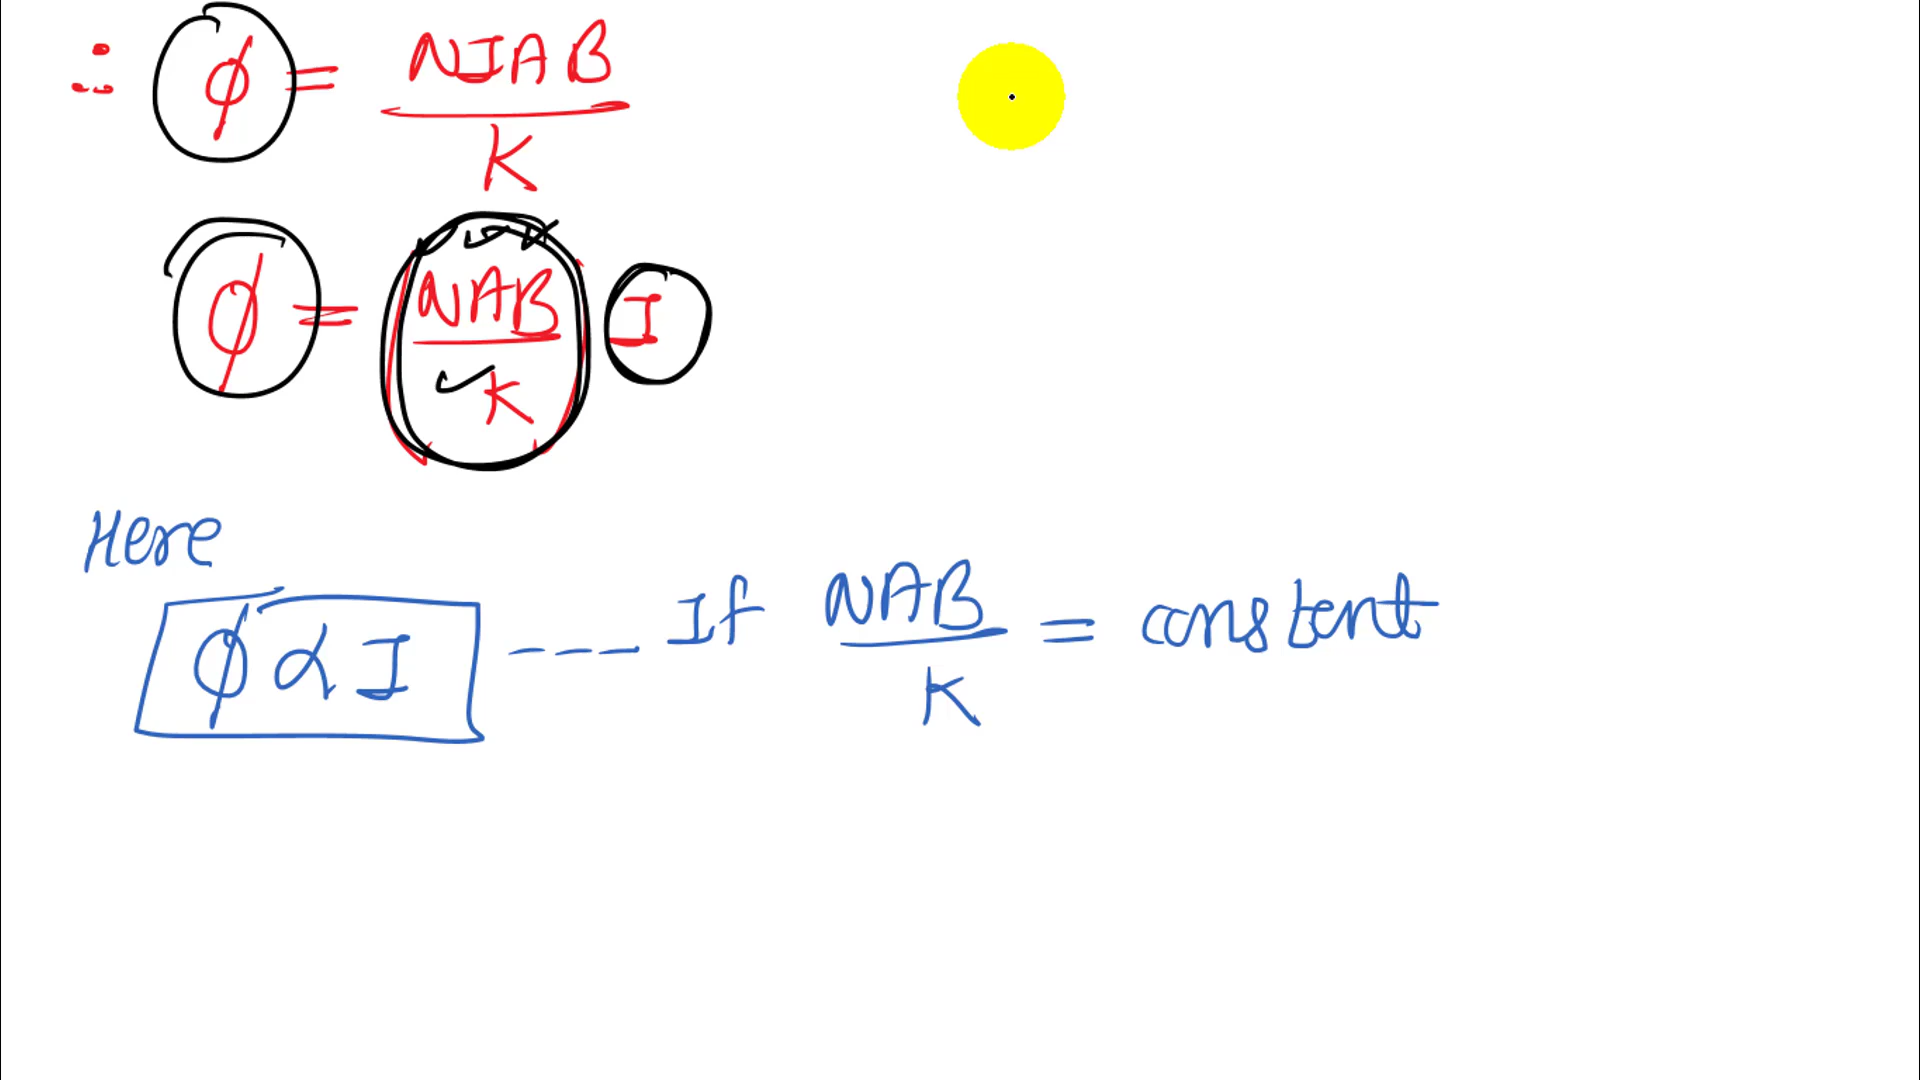 ∴ ϕ = NIAB / K
ϕ = (NAB / K) I
Here
ϕ ∝ I --- If NAB / K = constent